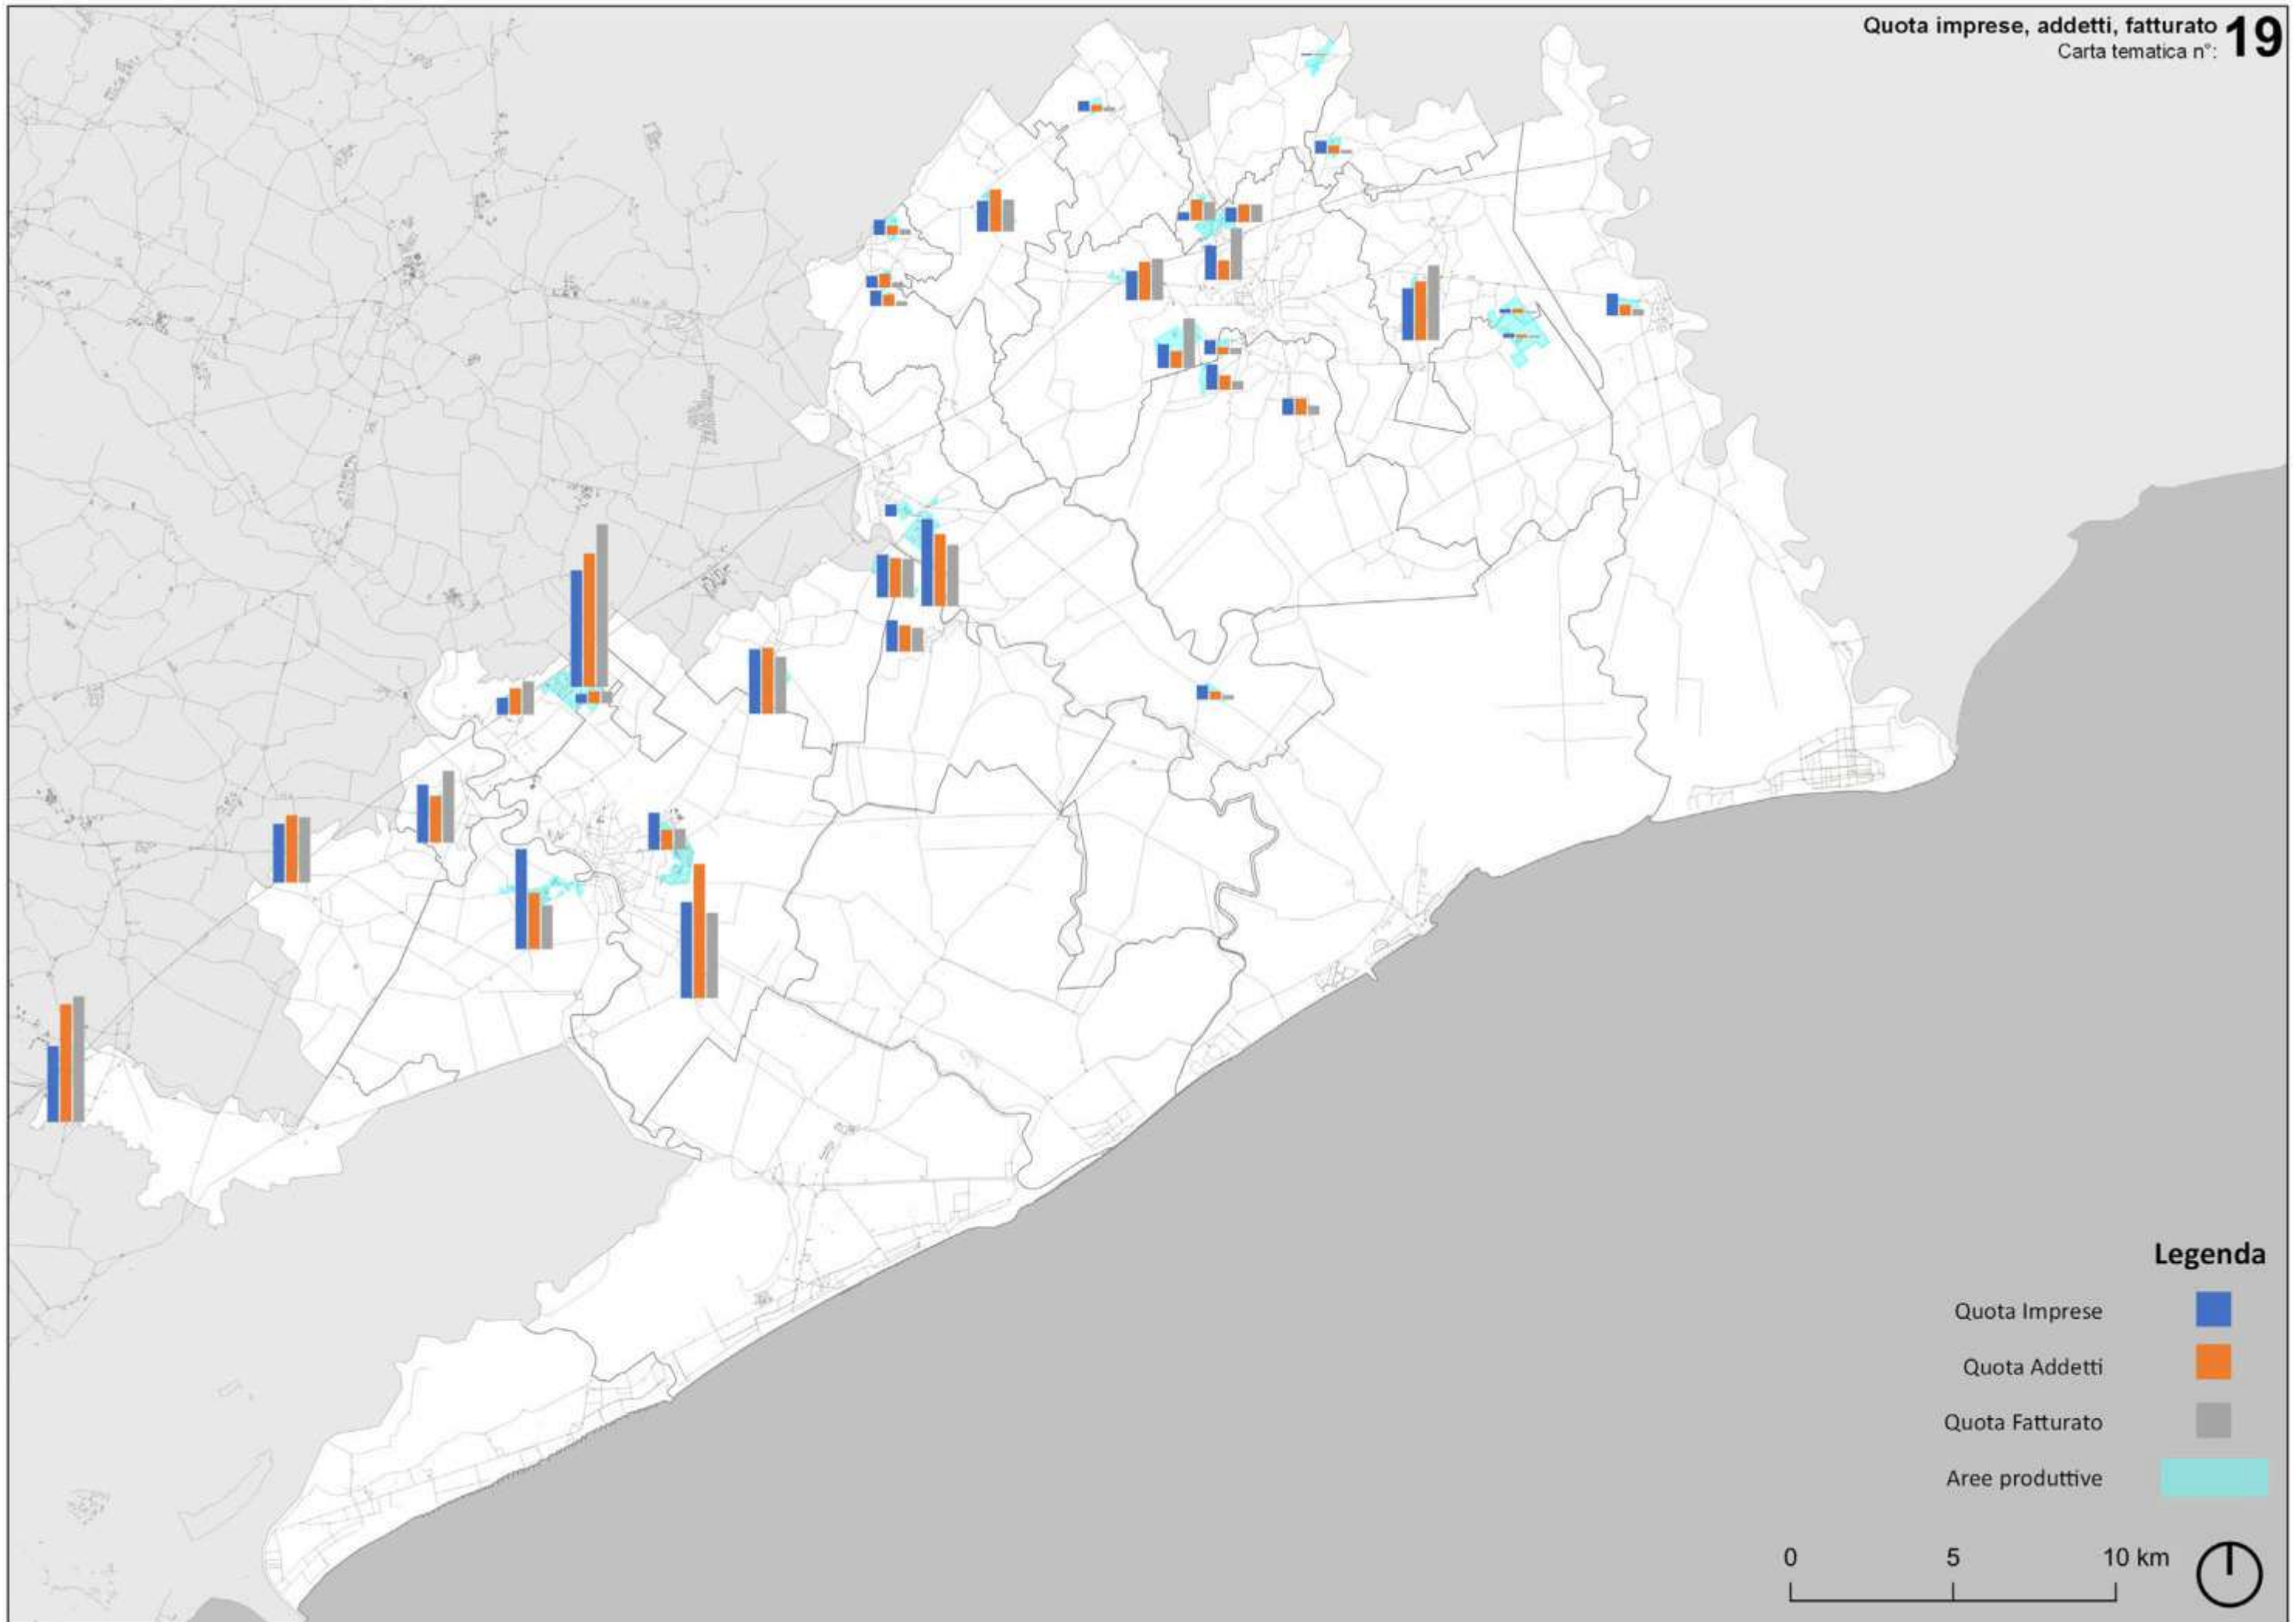 Quota imprese, addetti, fatturato
Carta tematica n°:
19
Legenda
Quota Imprese
Quota Addetti
Quota Fatturato
Aree produttive
0 5 10 km